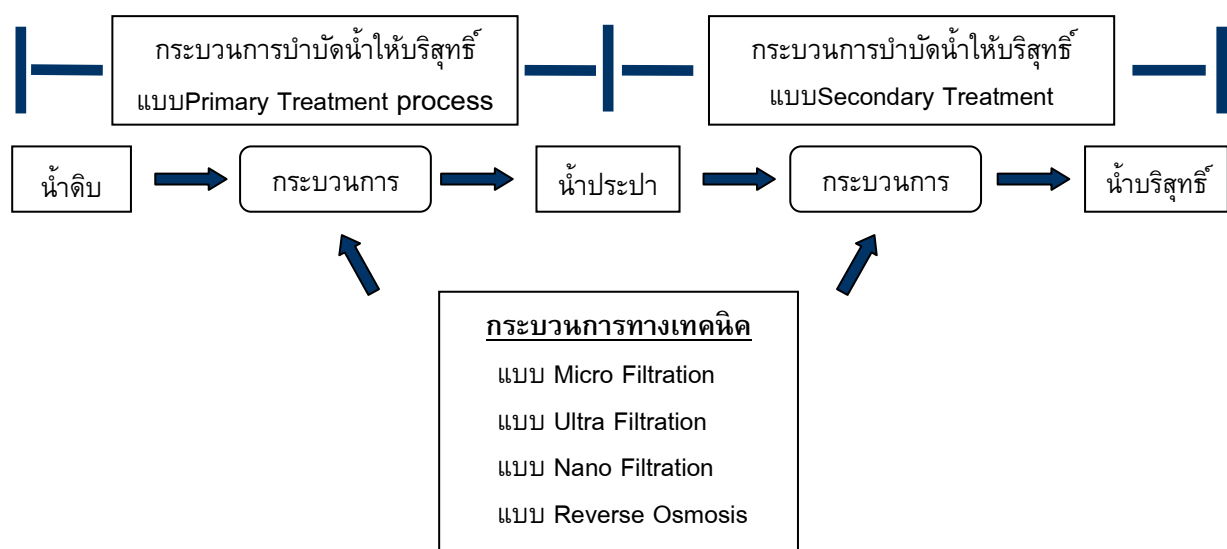 กระบวนการบำบัดน้ำให้บริสุทธิ์
แบบPrimary Treatment process
กระบวนการบำบัดน้ำให้บริสุทธิ์
แบบSecondary Treatment
น้ำดิบ
กระบวนการ
น้ำประปา
กระบวนการ
น้ำบริสุทธิ์
กระบวนการทางเทคนิค
แบบ Micro Filtration
แบบ Ultra Filtration
แบบ Nano Filtration
แบบ Reverse Osmosis